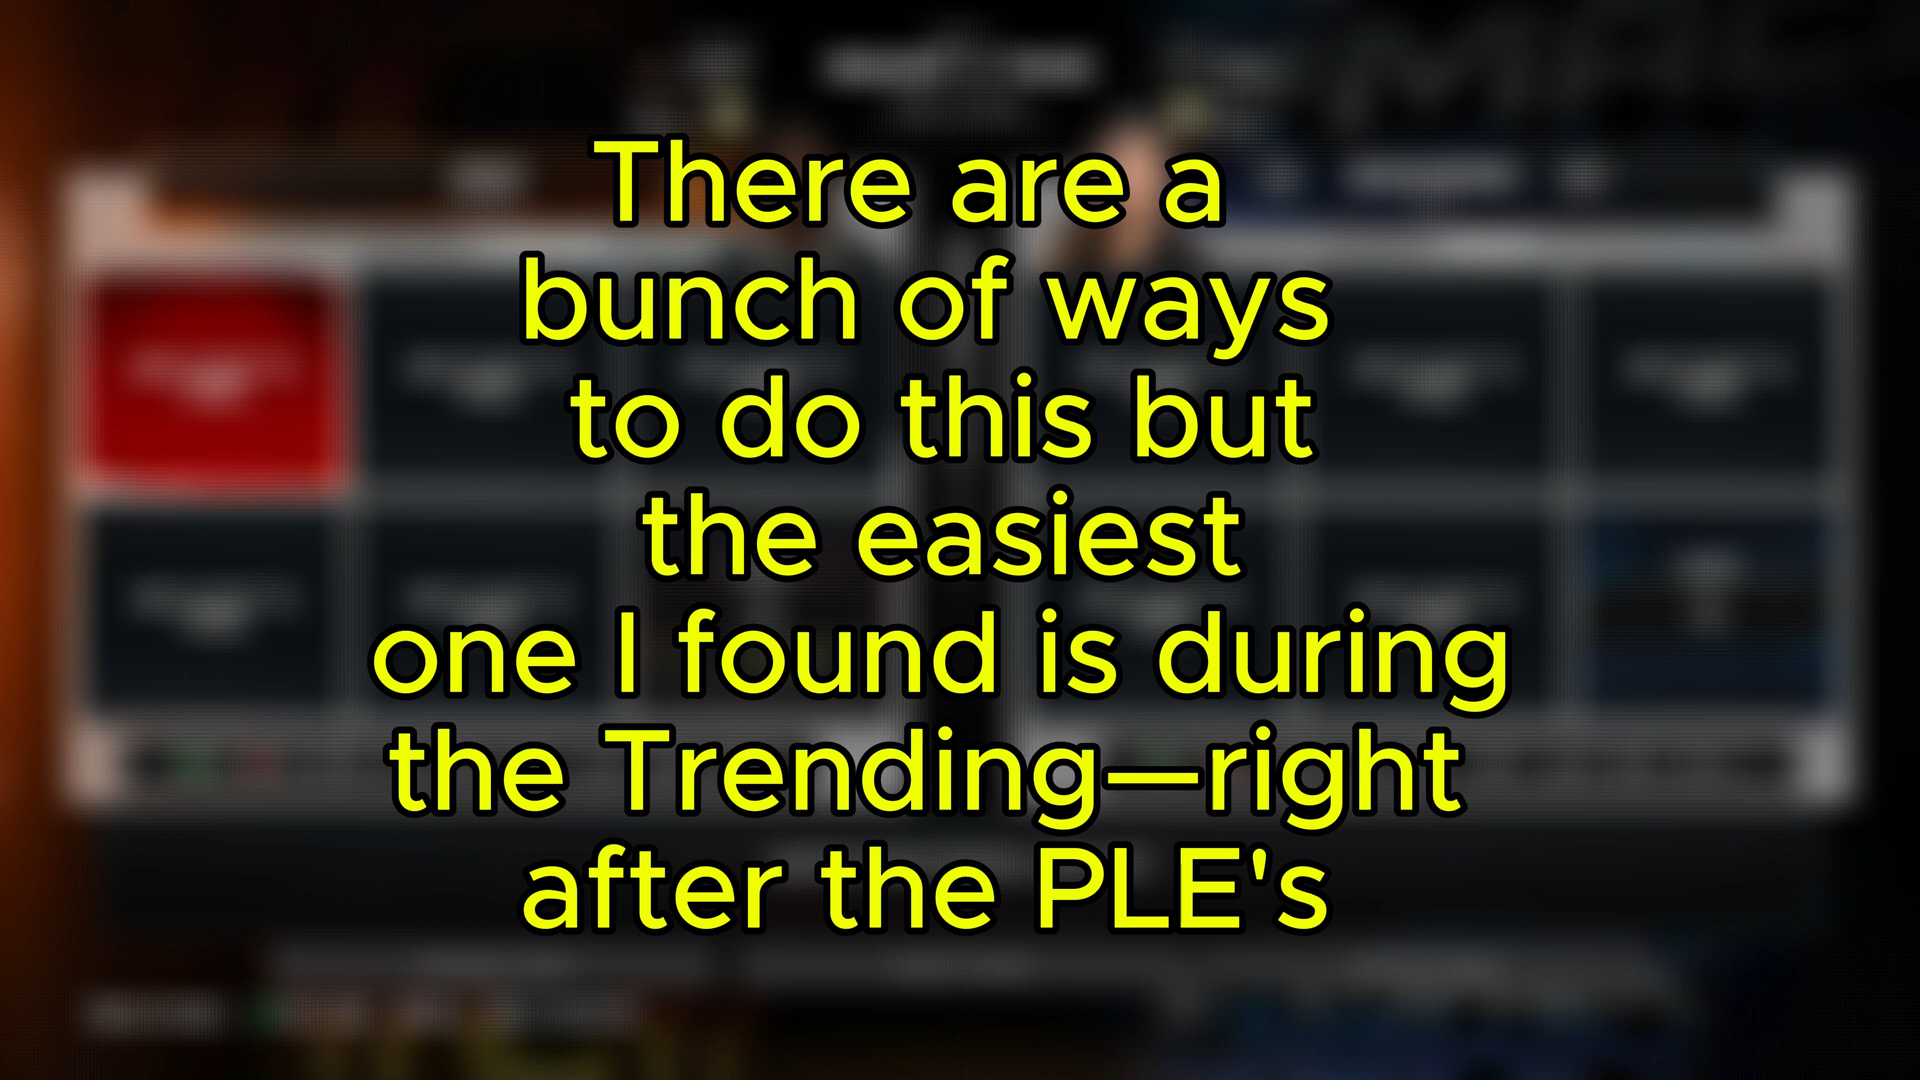 There are a
bunch of ways
to do this but
the easiest
one I found is during
the Trending—right
after the PLE's